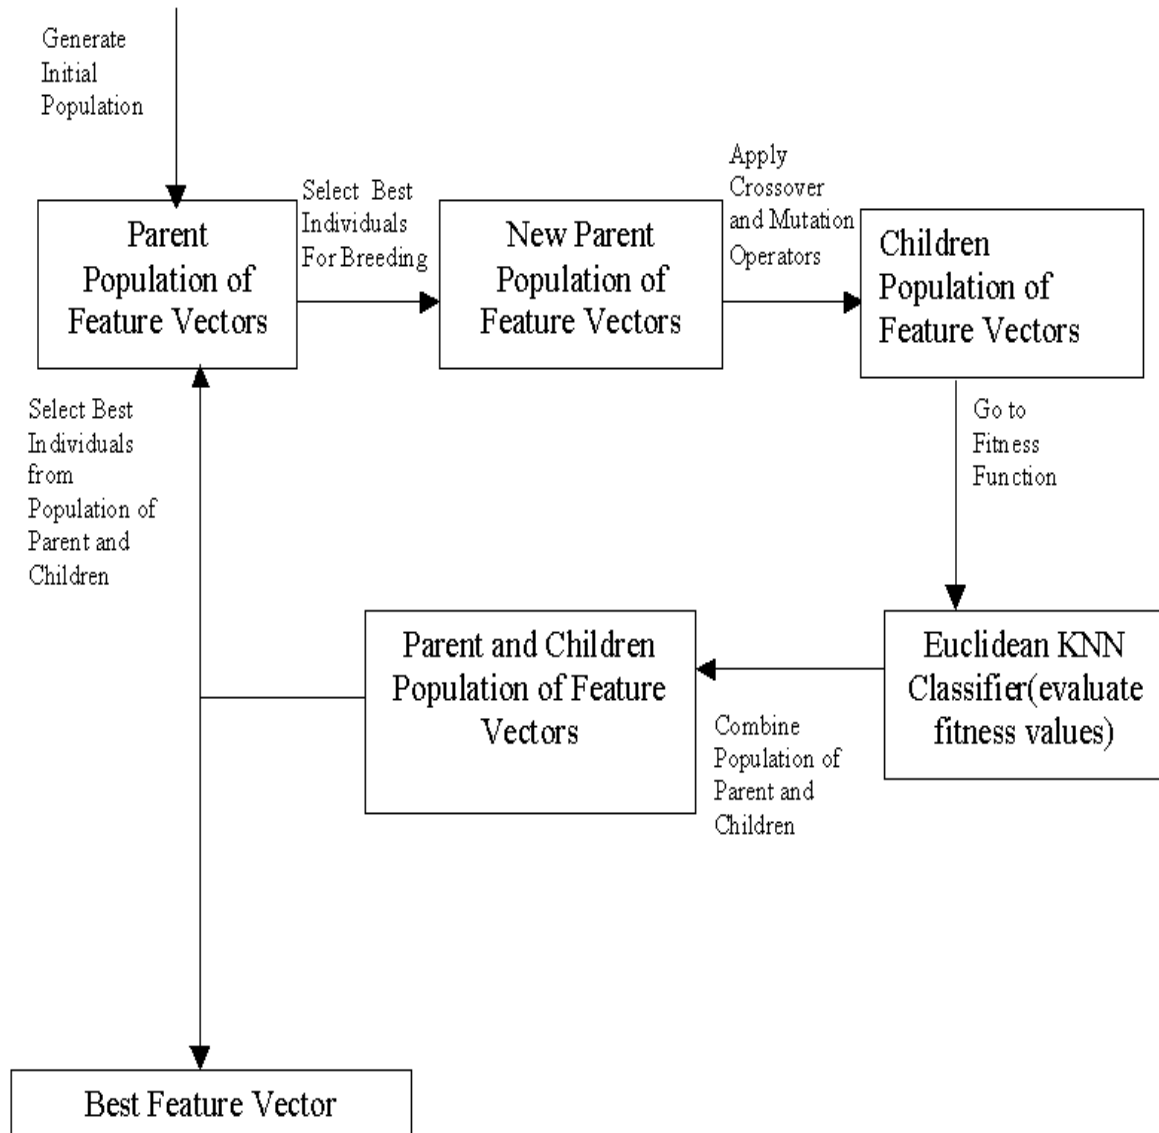 Generate
Initial
Population
Parent
Population of
Feature Vectors
Select Best
Individuals
For Breeding
New Parent
Population of
Feature Vectors
Apply
Crossover
and Mutation
Operators
Children
Population of
Feature Vectors
Go to
Fitness
Function
Euclidean KNN
Classifier(evaluate
fitness values)
Combine
Population of
Parent and
Children
Parent and Children
Population of Feature
Vectors
Select Best
Individuals
from
Population of
Parent and
Children
Best Feature Vector